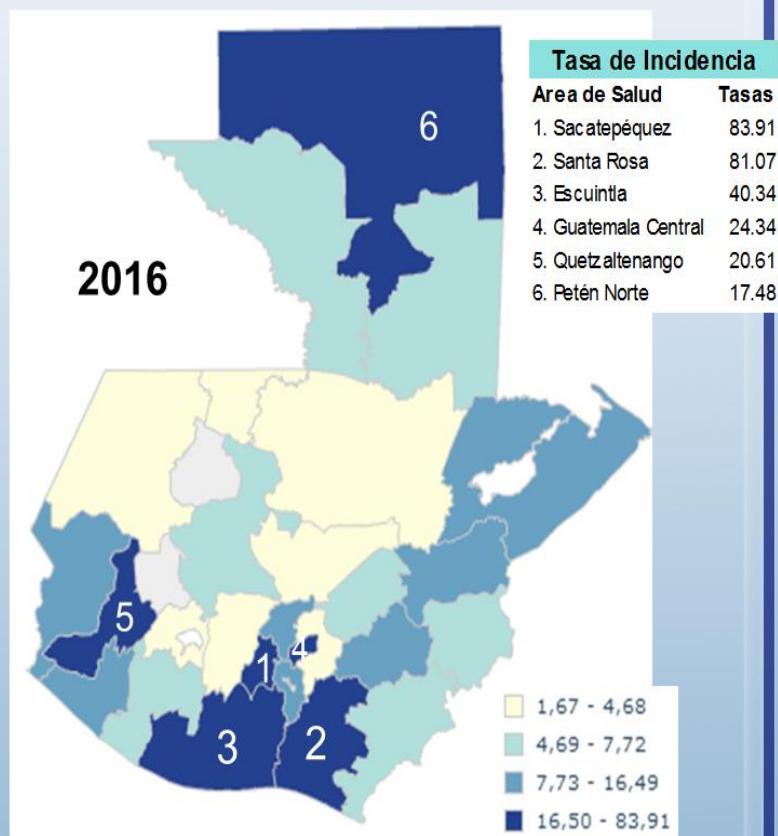 Tasa de Incidencia
Area de Salud Tasas
1. Sacatepéquez 83.91
2. Santa Rosa 81.07
3. Escuintla 40.34
4. Guatemala Central 24.34
5. Quetzaltenango 20.61
6. Petén Norte 17.48
2016
6
5
4
1
3
2
1,67 - 4,68
4,69 - 7,72
7,73 - 16,49
16,50 - 83,91